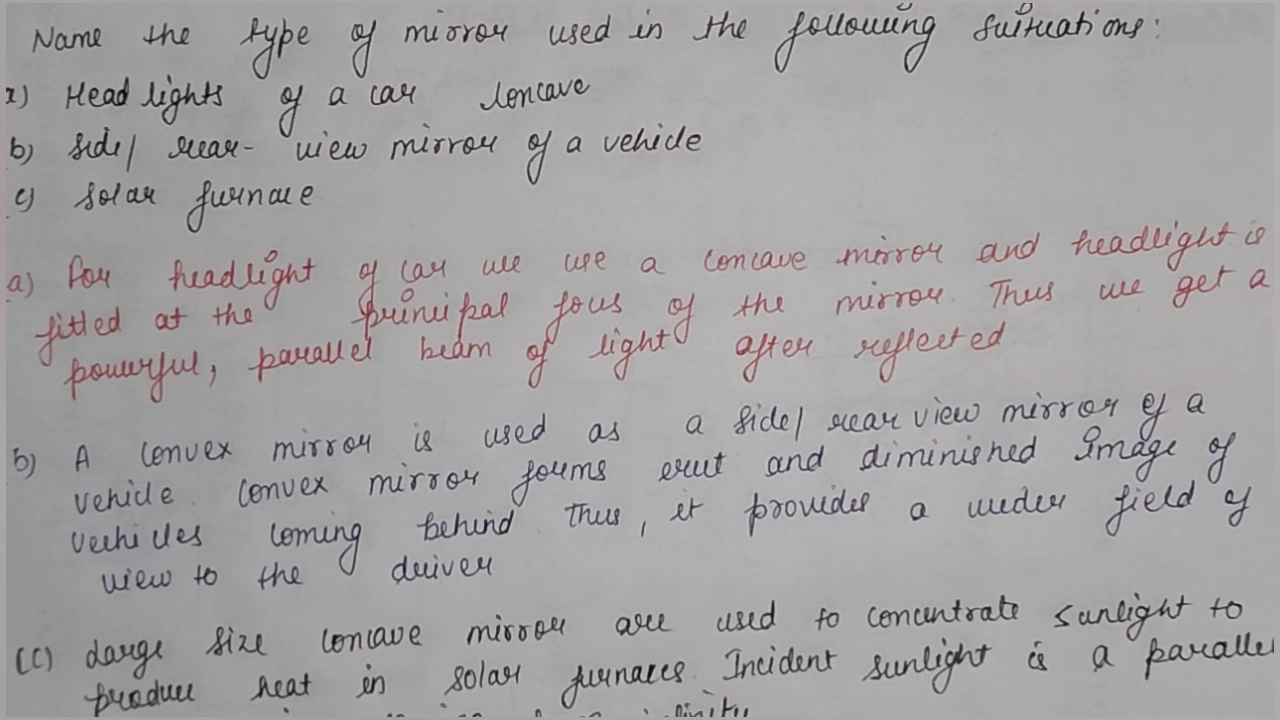 Name the type of mirror used in the following suituations:
a) Head lights of a car concave
b) Side/ rear- view mirror of a vehicle
c) Solar furnace
a) For headlight of car we use a concave mirror and headlight is
fitted at the prinicpal focus of the mirror. Thus we get a
powerful, parallel beam of light after reflected
b) A convex mirror is used as a side/ rear view mirror of a
vehicle. Convex mirror forms erect and diminished image of
vechicles coming behind thus, it provides a wider field of
view to the driver
(c) Large size concave mirror are used to concentrate sunlight to
produce heat in solar furnaces. Incident sunlight is a parallel
infinity